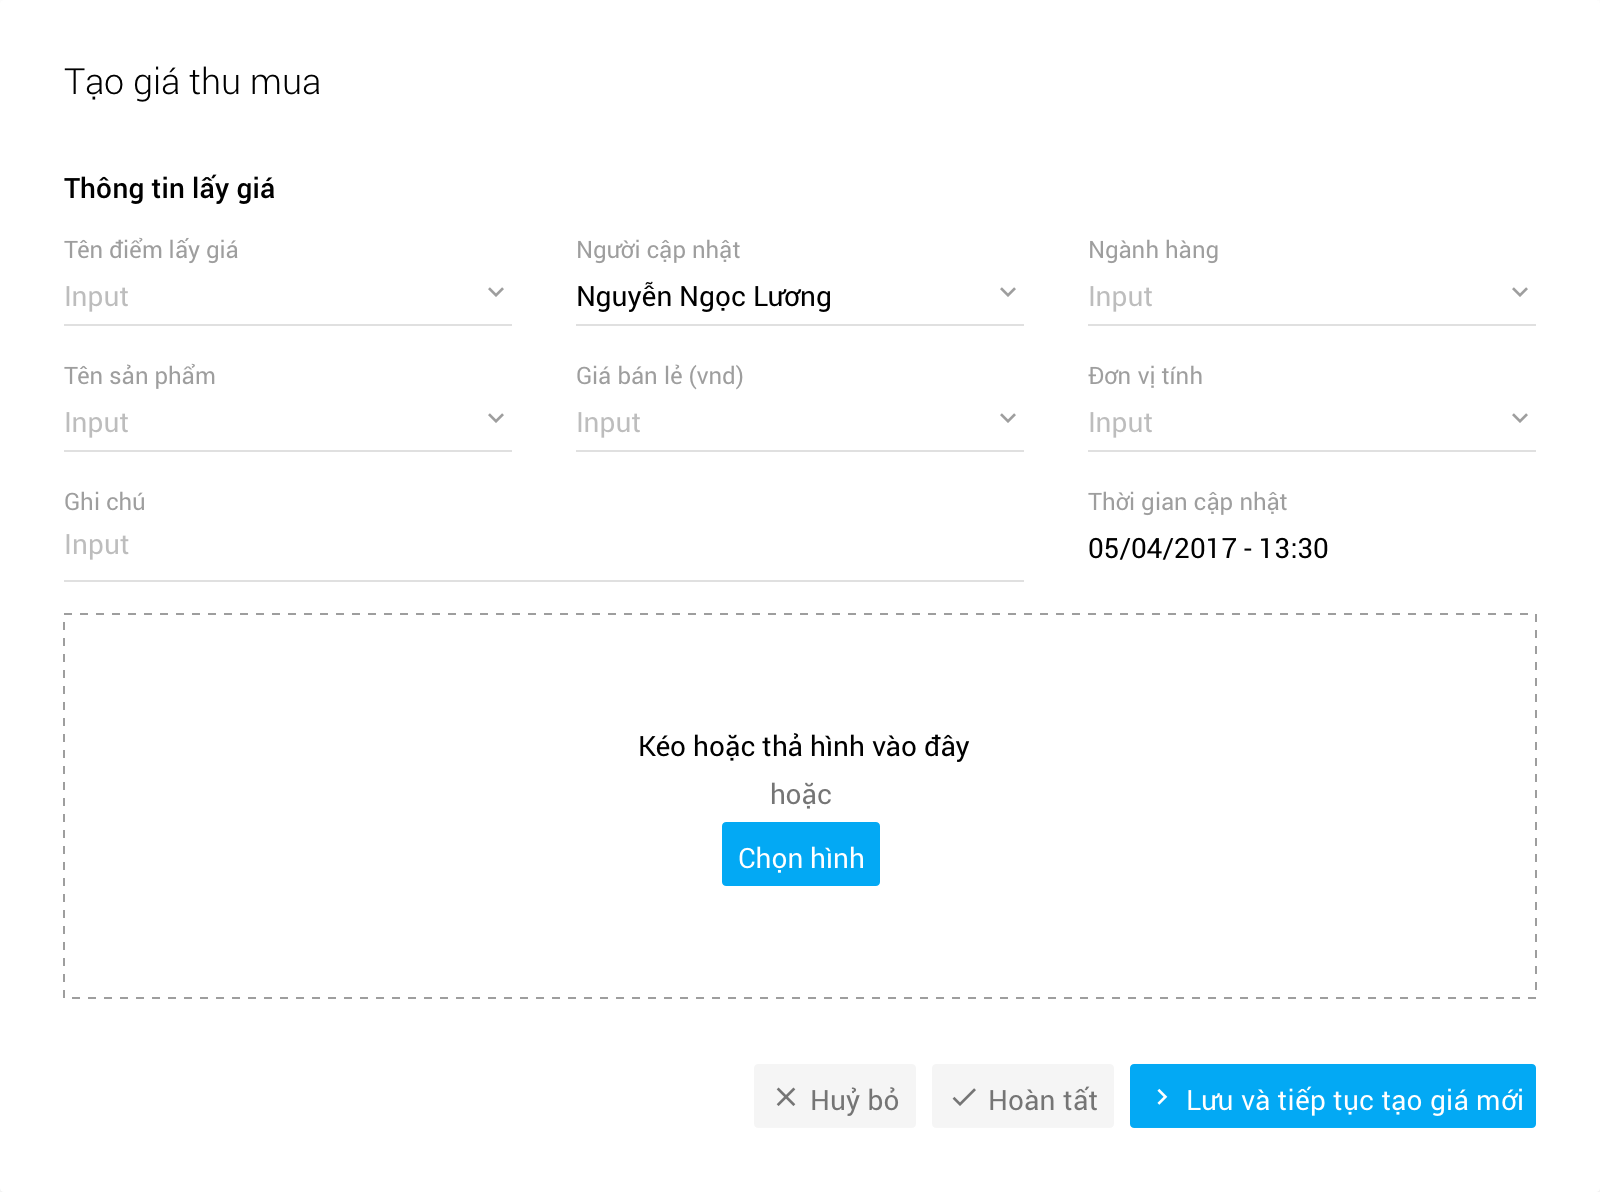 Tạo giá thu mua
Thông tin lấy giá
Tên điểm lấy giá
Người cập nhật
Ngành hàng
Input
Nguyễn Ngọc Lương
Input
Tên sản phẩm
Giá bán lẻ (vnd)
Đơn vị tính
Input
Input
Input
Ghi chú
Thời gian cập nhật
Input
05/04/2017 - 13:30
Kéo hoặc thả hình vào đây
hoặc
Chọn hình
Huỷ bỏ
Hoàn tất
Lưu và tiếp tục tạo giá mới